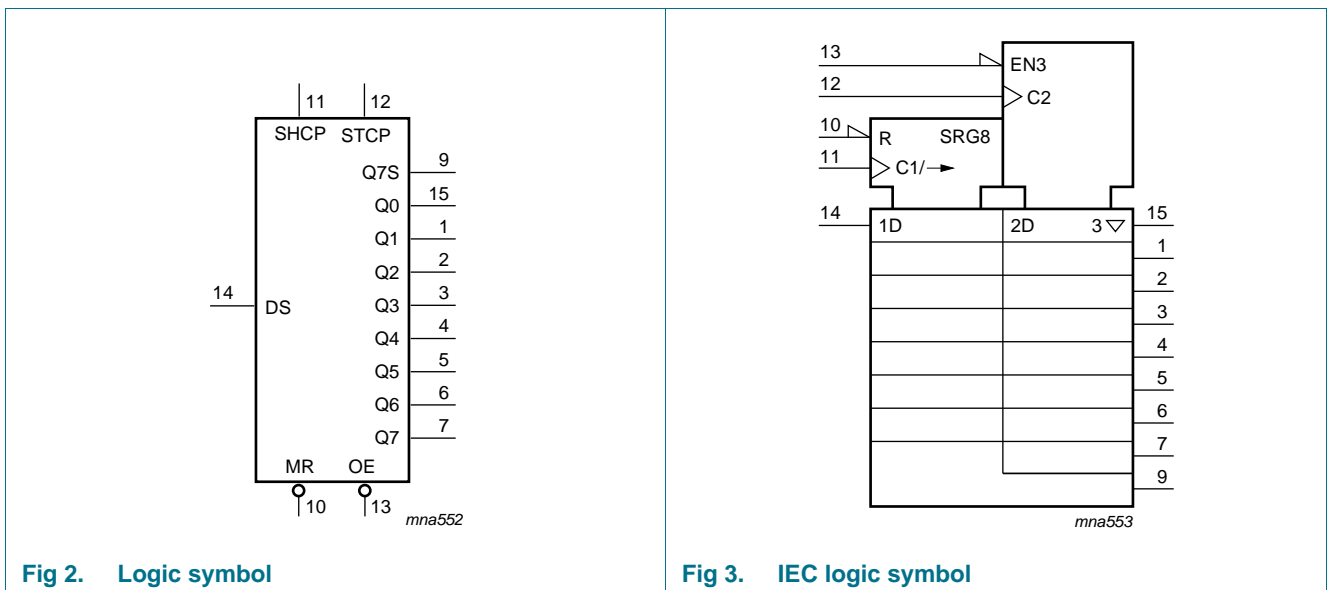 11 12
SHCP STCP
Q7S 9
Q0 15
Q1 1
Q2 2
14 DS Q3 3
Q4 4
Q5 5
Q6 6
Q7 7
MR OE
10 13
mna552
Fig 2. Logic symbol
13 EN3
12 C2
10 R SRG8
11 C1/→
14 1D 2D 3 ▽ 15
1
2
3
4
5
6
7
9
mna553
Fig 3. IEC logic symbol